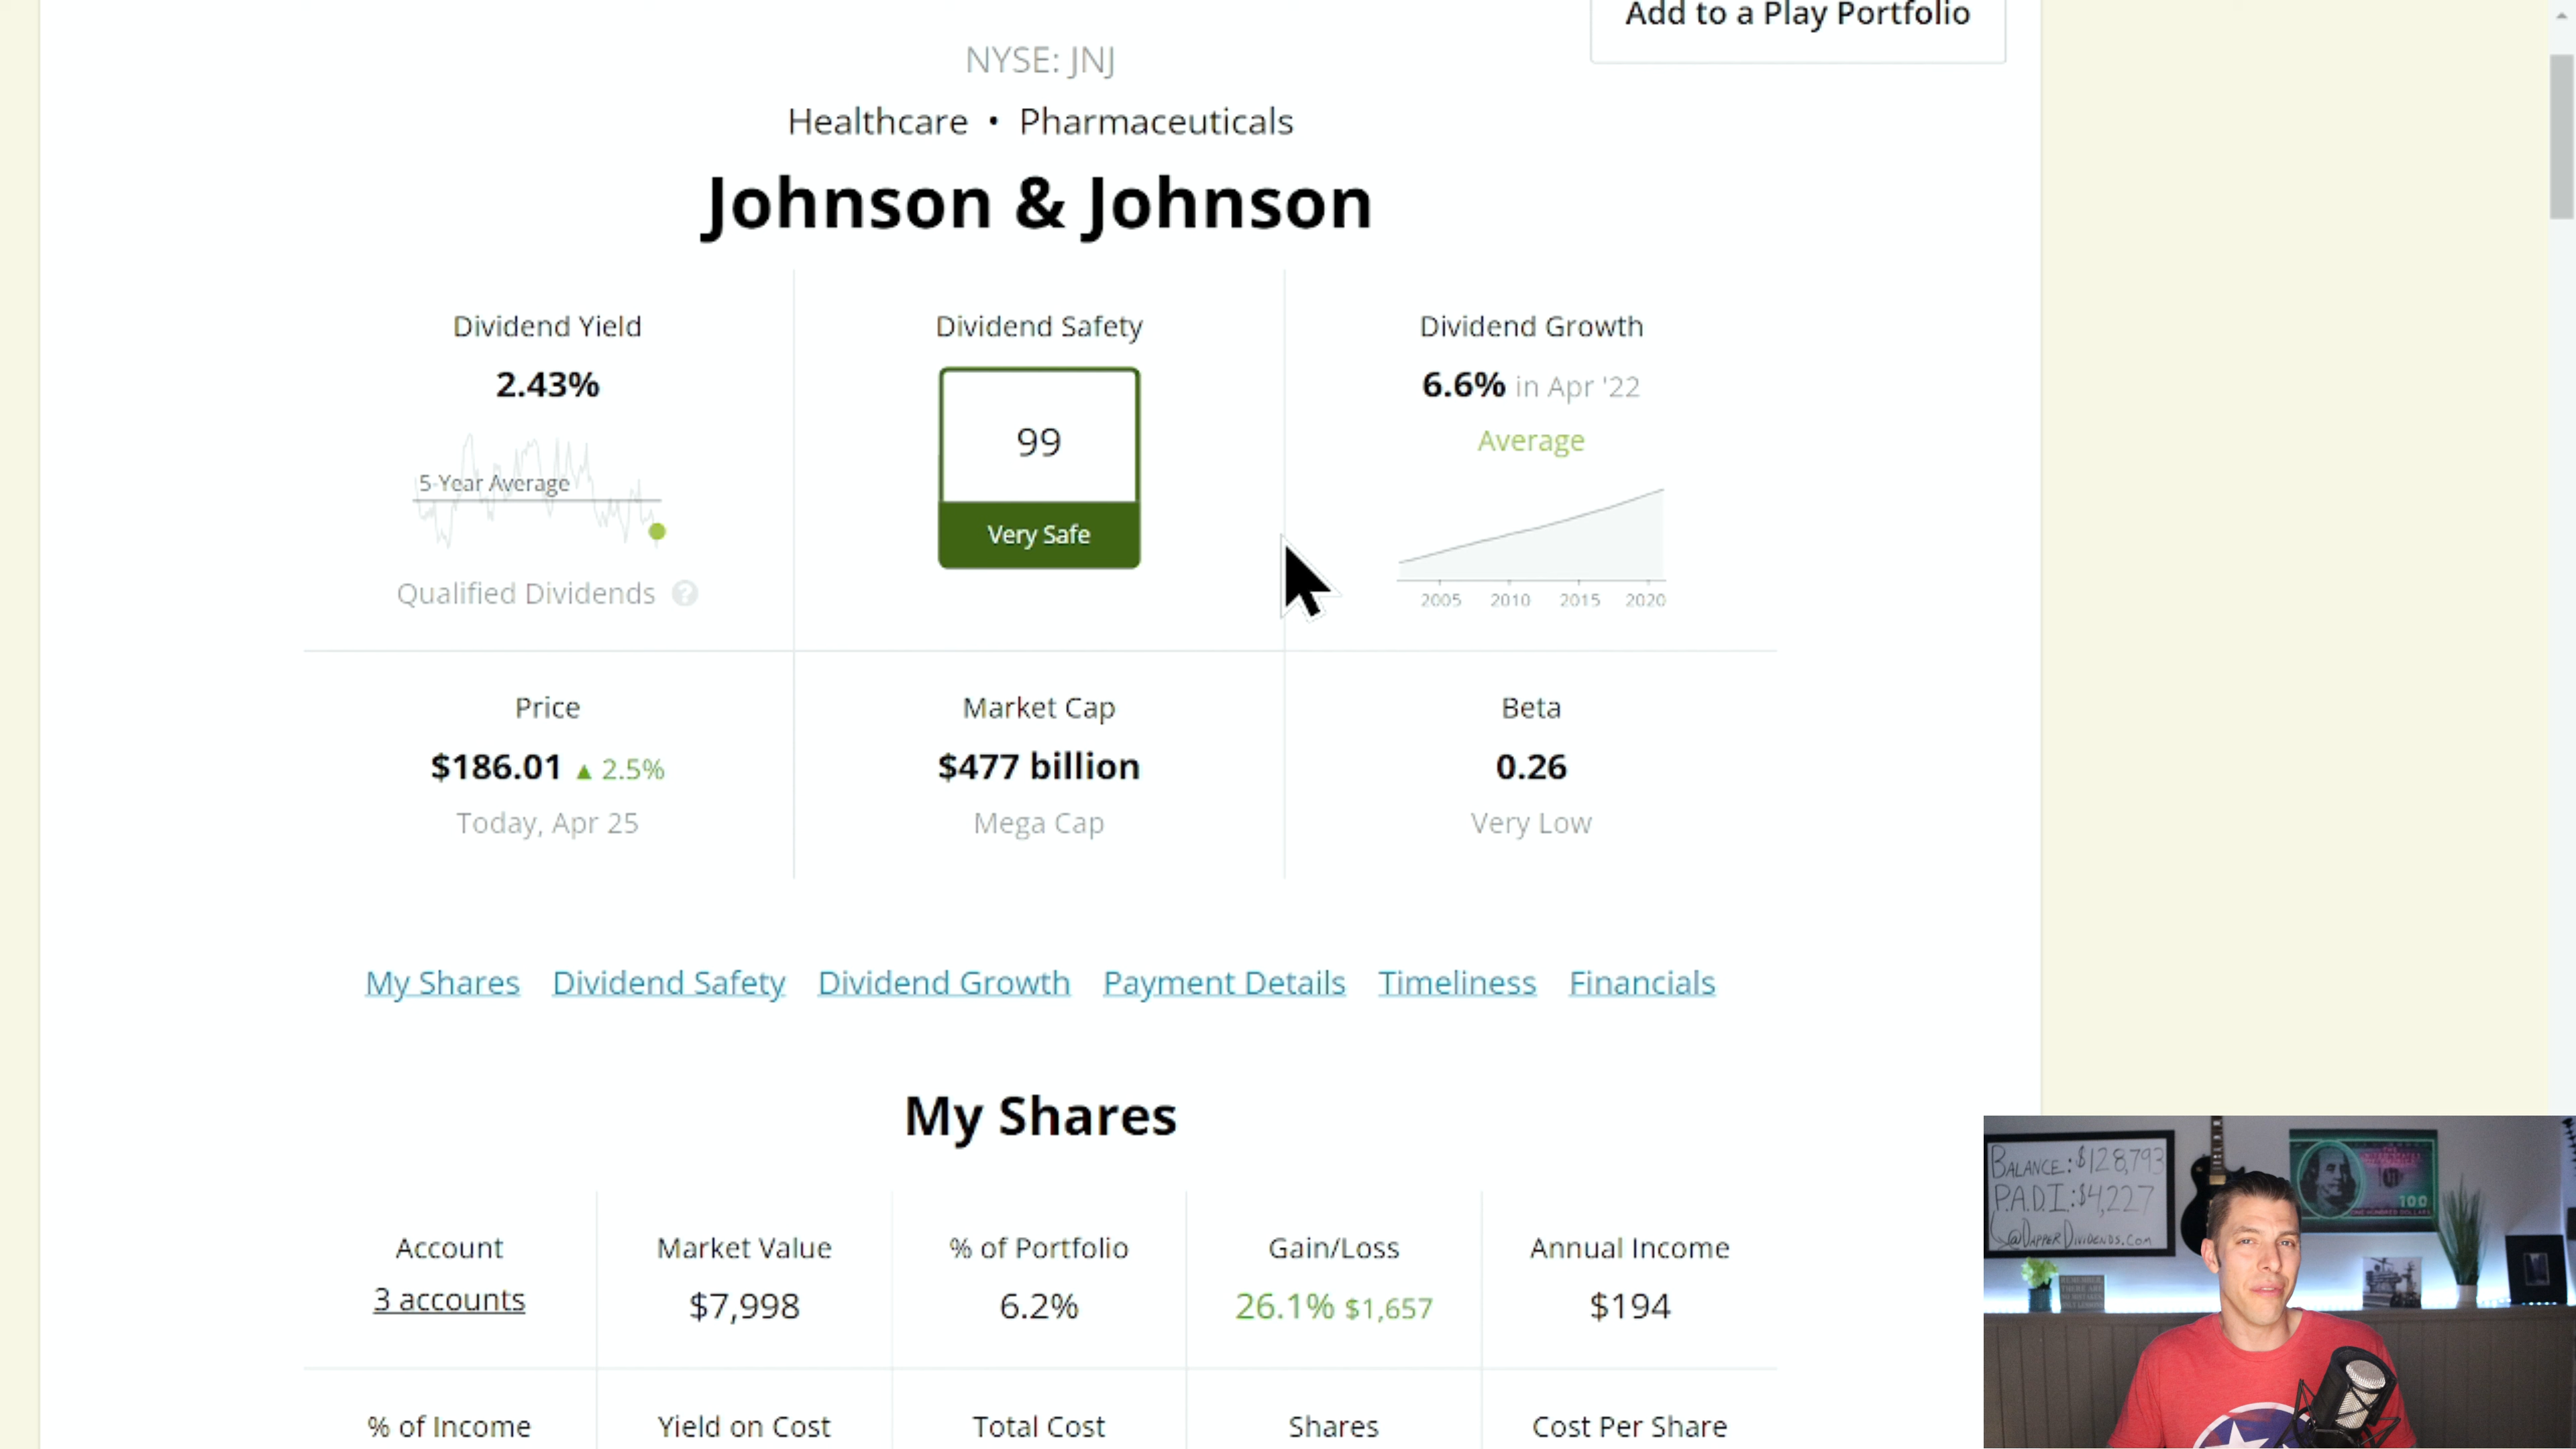 Add to a Play Portfolio
NYSE: JNJ
Healthcare • Pharmaceuticals
Johnson & Johnson
Dividend Yield
2.43%
5-Year Average
Qualified Dividends ?
Dividend Safety
99
Very Safe
Dividend Growth
6.6% in Apr '22
Average
2005 2010 2015 2020
Price
$186.01 ▲ 2.5%
Today, Apr 25
Market Cap
$477 billion
Mega Cap
Beta
0.26
Very Low
My Shares Dividend Safety Dividend Growth Payment Details Timeliness Financials
My Shares
Account
3 accounts
Market Value
$7,998
% of Portfolio
6.2%
Gain/Loss
26.1% $1,657
Annual Income
$194
% of Income
Yield on Cost
Total Cost
Shares
Cost Per Share
BALANCE: $128,793
P.A.D.I.: $4,227
@DAPPERDIVIDENDS.COM
100